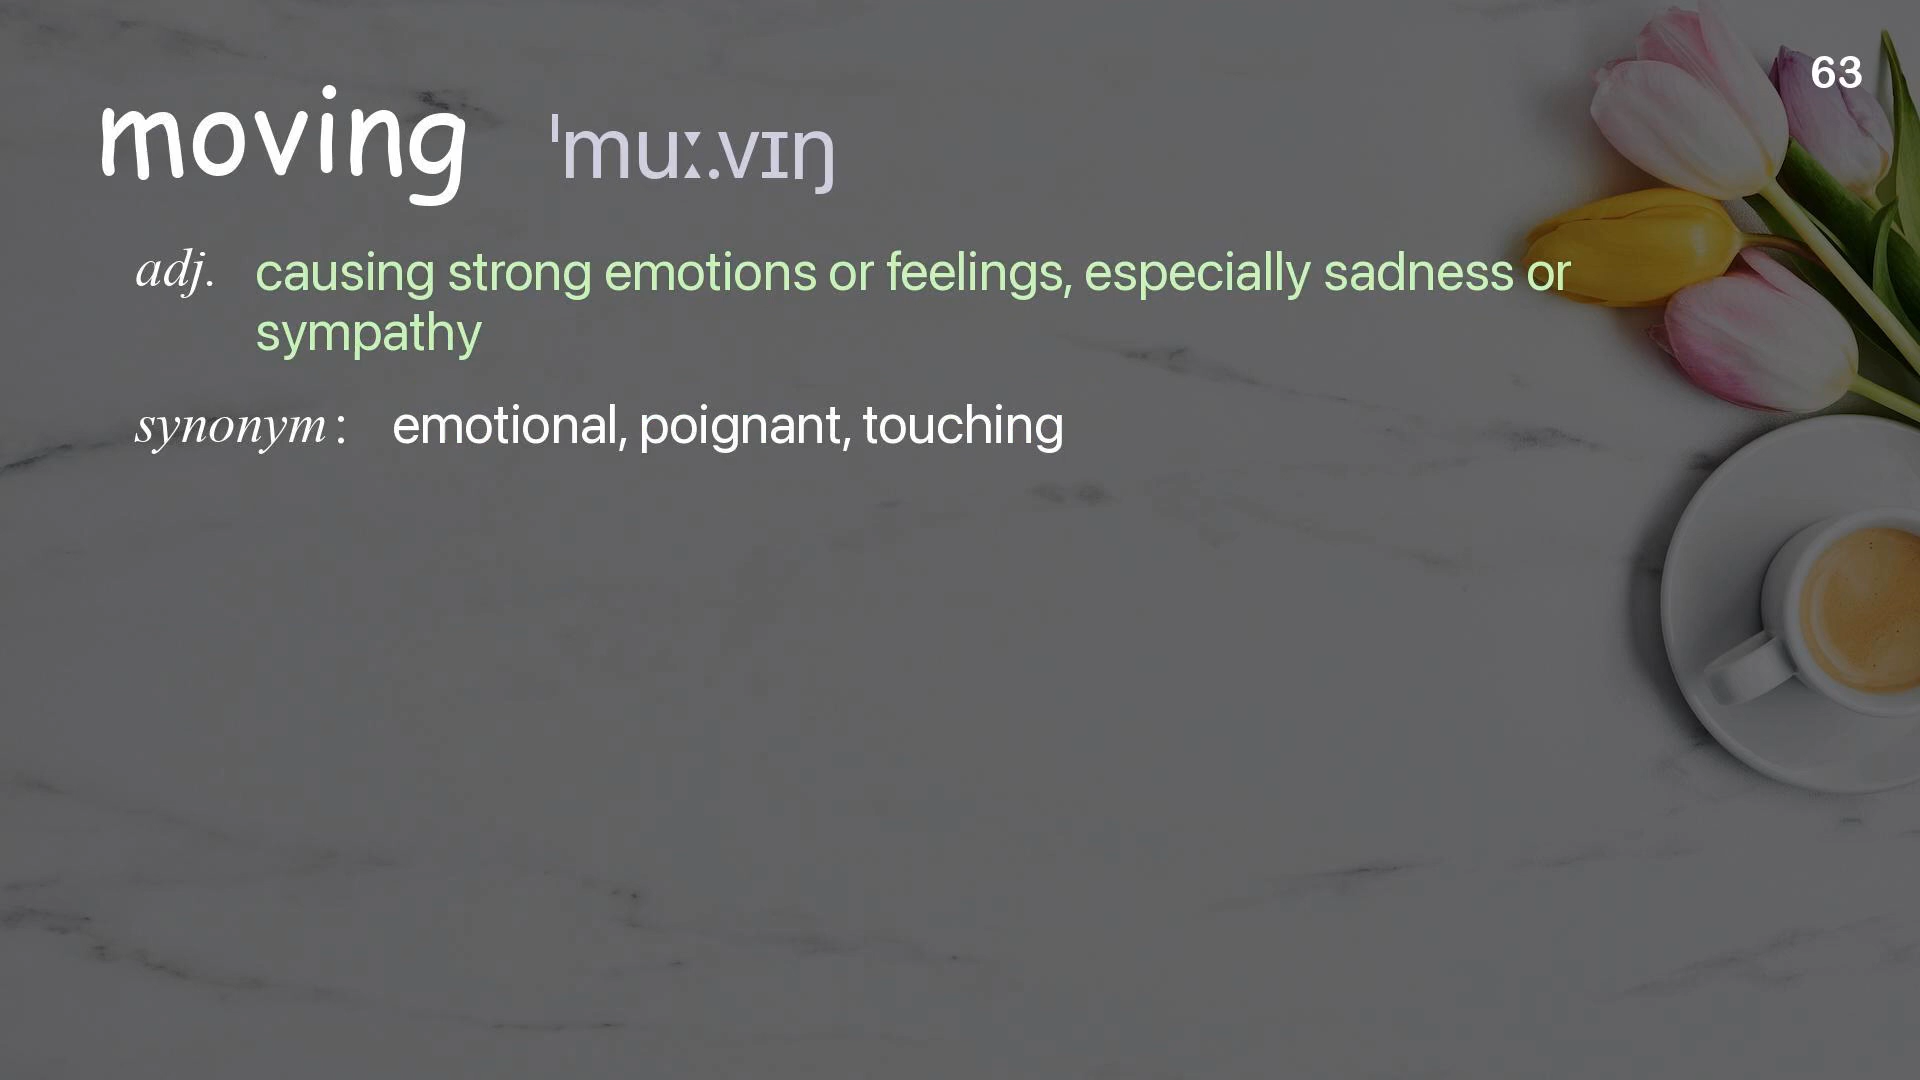 63
moving ˈmuː.vɪŋ
adj. causing strong emotions or feelings, especially sadness or
sympathy
synonym : emotional, poignant, touching